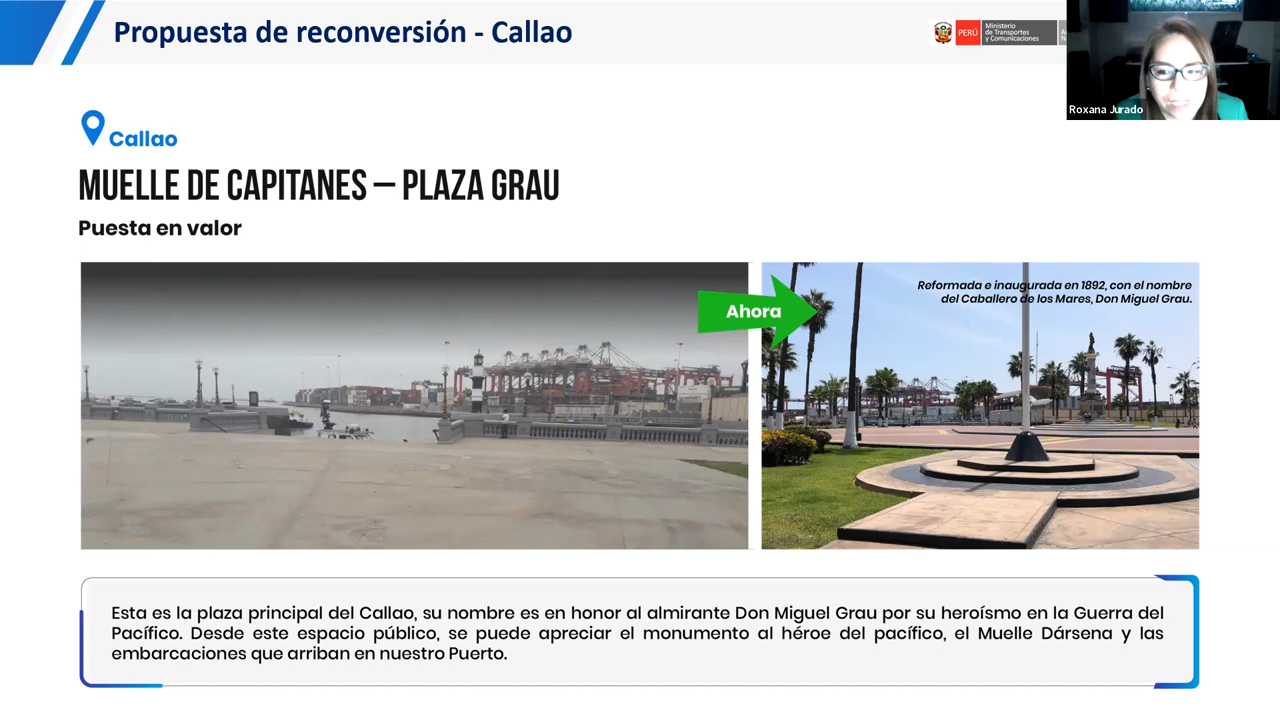 Propuesta de reconversión - Callao
PERÚ
Ministerio
de Transportes
y Comunicaciones
Roxana Jurado
Callao
MUELLE DE CAPITANES – PLAZA GRAU
Puesta en valor
Ahora
Reformada e inaugurada en 1892, con el nombre
del Caballero de los Mares, Don Miguel Grau.
Esta es la plaza principal del Callao, su nombre es en honor al almirante Don Miguel Grau por su heroísmo en la Guerra del
Pacífico. Desde este espacio público, se puede apreciar el monumento al héroe del pacífico, el Muelle Dársena y las
embarcaciones que arriban en nuestro Puerto.